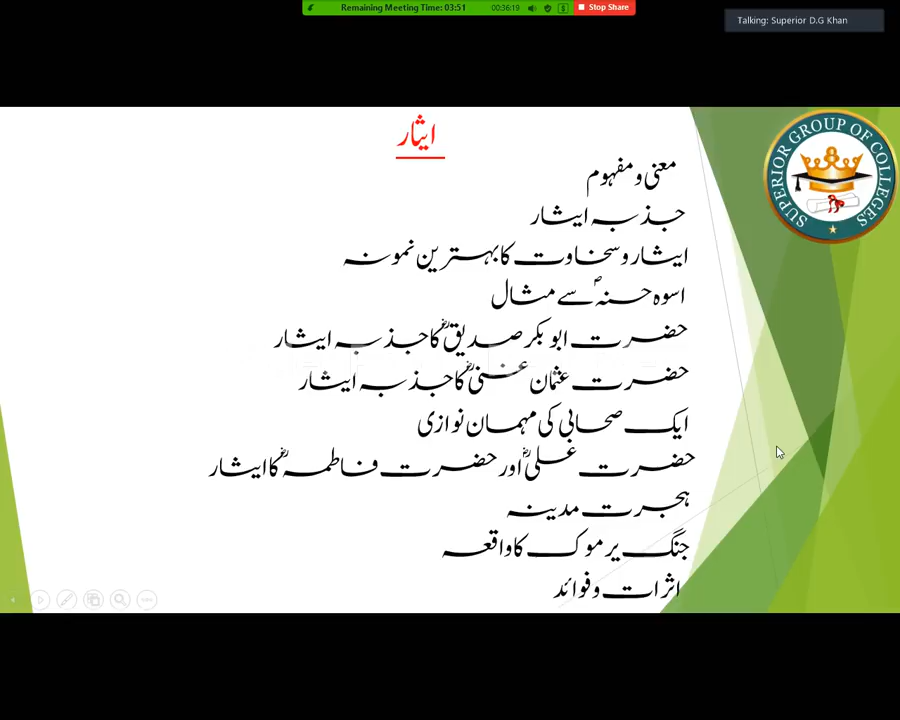 Remaining Meeting Time: 03:51
00:36:19
Stop Share
Talking: Superior D.G Khan
SUPERIOR GROUP OF COLLEGES
ایثار
معنی و مفہوم
جذبہ ایثار
ایثار و سخاوت کا بہترین نمونہ
اسوہ حسنہؐ سے مثال
حضرت ابو بکر صدیقؓ کا جذبہ ایثار
حضرت عثمان غنیؓ کا جذبہ ایثار
ایک صحابی کی مہمان نوازی
حضرت علیؓ اور حضرت فاطمہؓ کا ایثار
ہجرت مدینہ
جنگ یرموک کا واقعہ
اثرات و فوائد